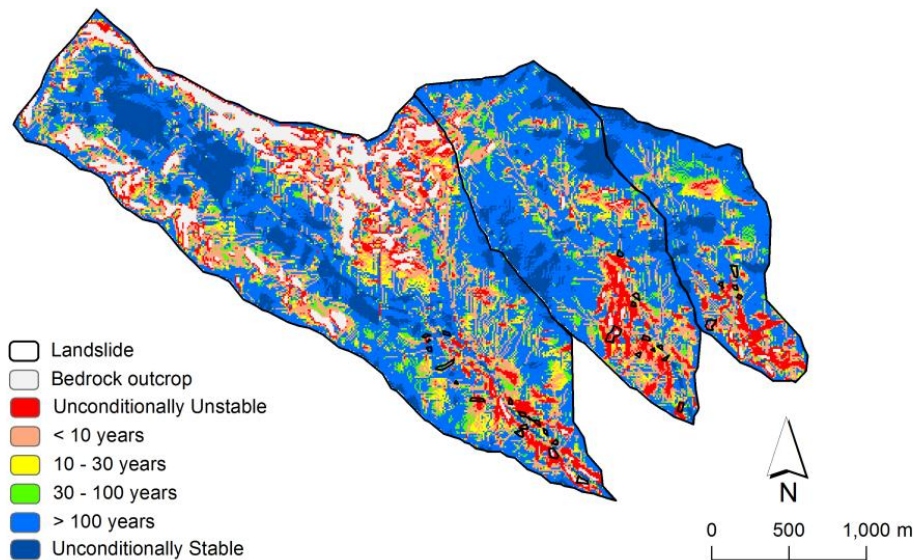 Landslide
Bedrock outcrop
Unconditionally Unstable
< 10 years
10 - 30 years
30 - 100 years
> 100 years
Unconditionally Stable
N
0 500 1,000 m